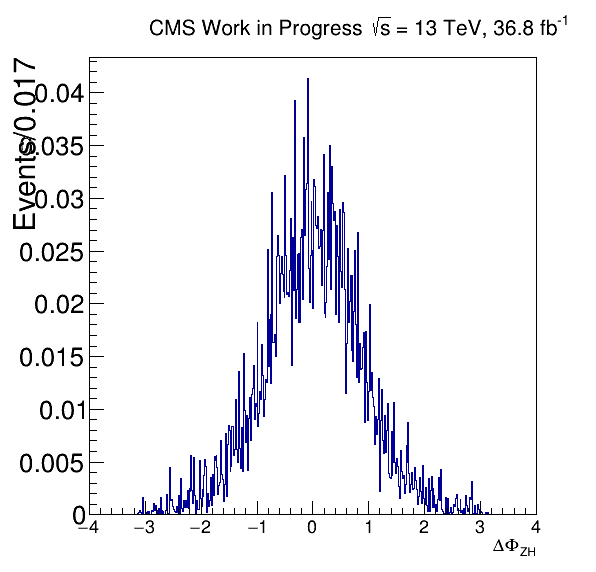 CMS Work in Progress √s = 13 TeV, 36.8 fb⁻¹
Events/0.017
0.04
0.035
0.03
0.025
0.02
0.015
0.01
0.005
0
−4 −3 −2 −1 0 1 2 3 4
ΔΦ_ZH